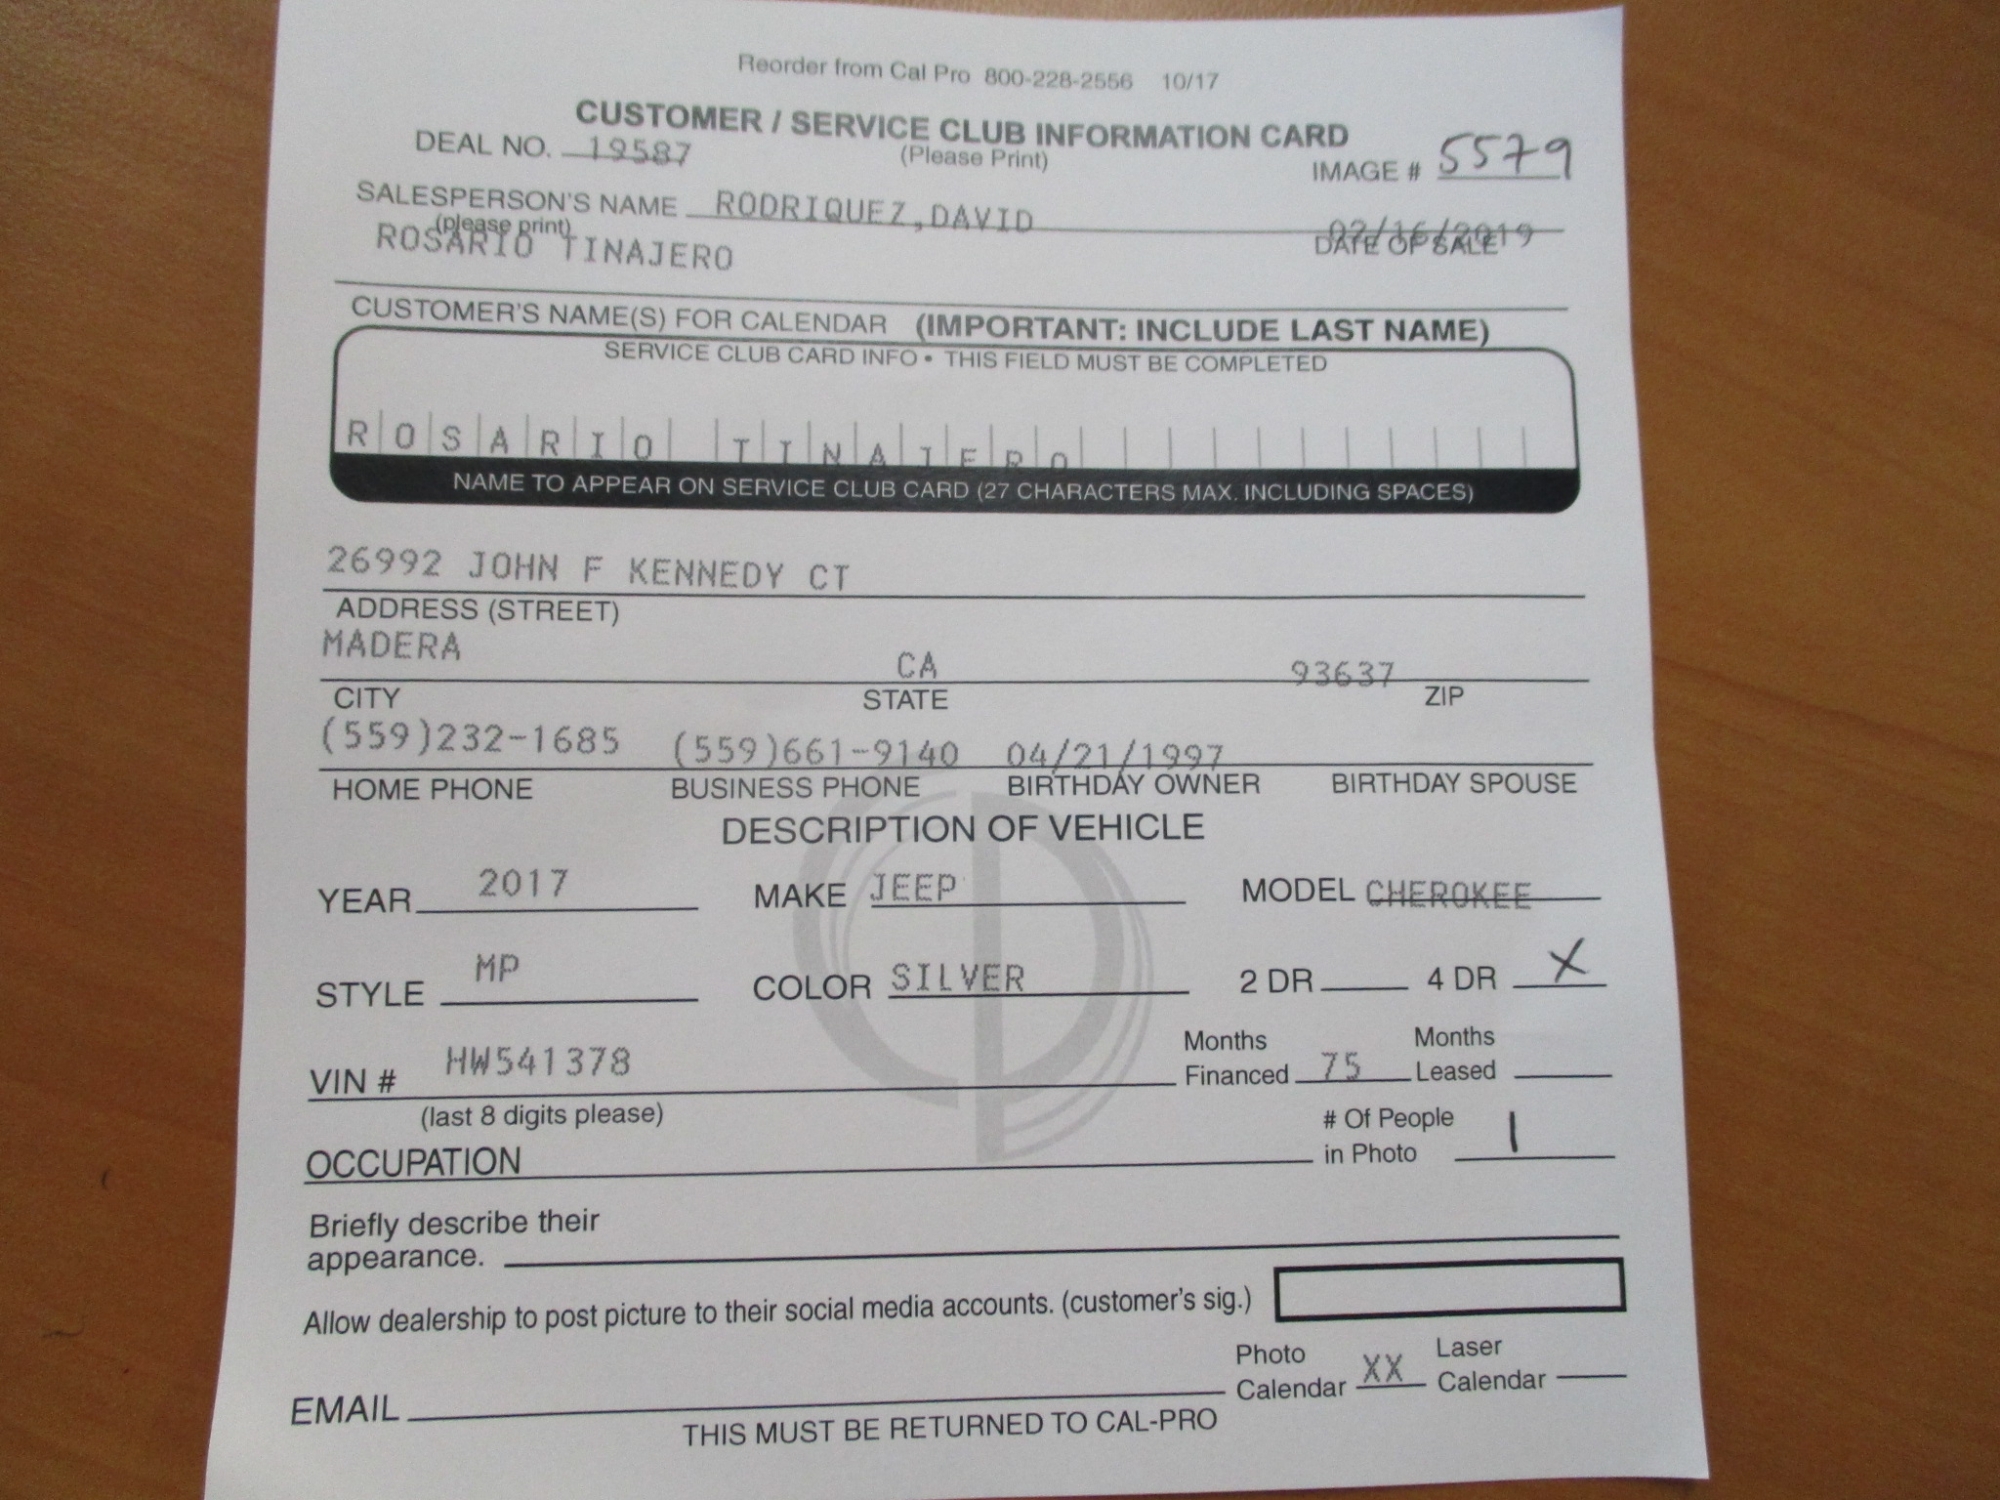 Reorder from Cal Pro 800-228-2556 10/17
CUSTOMER / SERVICE CLUB INFORMATION CARD
DEAL NO. 19587 (Please Print) IMAGE # 5579
SALESPERSON'S NAME RODRIQUEZ,DAVID 02/16/2019
(please print) DATE OF SALE
ROSARIO TINAJERO
CUSTOMER'S NAME(S) FOR CALENDAR (IMPORTANT: INCLUDE LAST NAME)
SERVICE CLUB CARD INFO • THIS FIELD MUST BE COMPLETED
ROSARIO TINAJERO
NAME TO APPEAR ON SERVICE CLUB CARD (27 CHARACTERS MAX. INCLUDING SPACES)
26992 JOHN F KENNEDY CT
ADDRESS (STREET)
MADERA CA 93637
CITY STATE ZIP
(559)232-1685 (559)661-9140 04/21/1997
HOME PHONE BUSINESS PHONE BIRTHDAY OWNER BIRTHDAY SPOUSE
DESCRIPTION OF VEHICLE
YEAR 2017 MAKE JEEP MODEL CHEROKEE
STYLE MP COLOR SILVER 2 DR 4 DR X
VIN # HW541378 Months Financed 75 Months Leased
(last 8 digits please)
OCCUPATION # Of People in Photo 1
Briefly describe their
appearance.
Allow dealership to post picture to their social media accounts. (customer's sig.)
EMAIL Photo Calendar XX Laser Calendar
THIS MUST BE RETURNED TO CAL-PRO